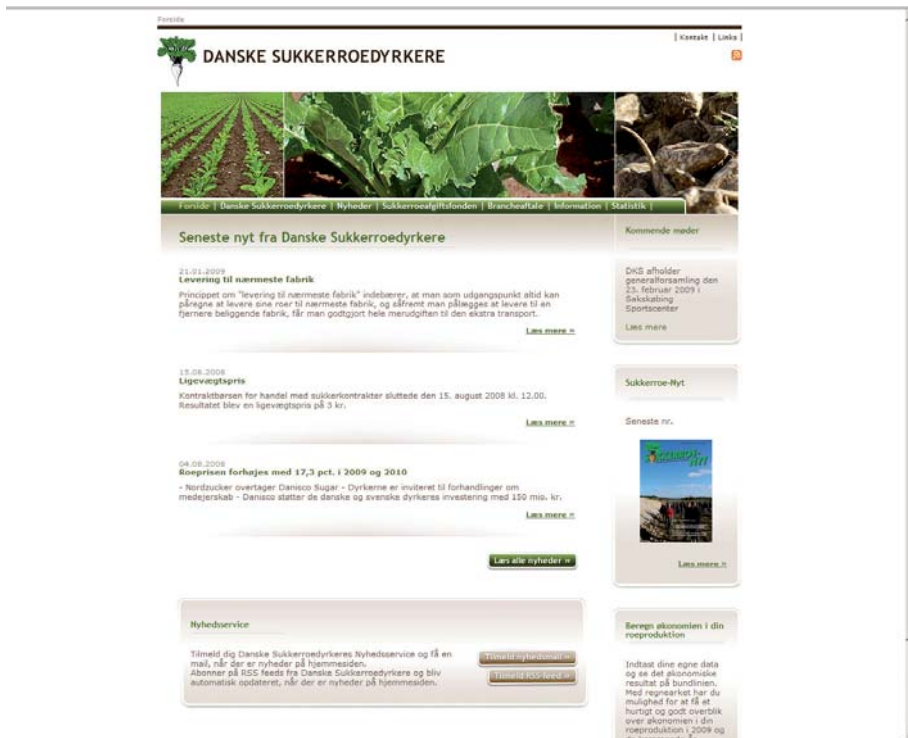 Forside
| Kontakt | Links |
DANSKE SUKKERROEDYRKERE
Forside | Danske Sukkerroedyrkere | Nyheder | Sukkerroeafgiftsfonden | Brancheaftale | Information | Statistik |
Seneste nyt fra Danske Sukkerroedyrkere
21.01.2009
Levering til nærmeste fabrik
Princippet om "levering til nærmeste fabrik" indebærer, at man som udgangspunkt altid kan
påregne at levere sine roer til nærmeste fabrik, og såfremt man pålægges at levere til en
fjernere beliggende fabrik, får man godtgjort hele merudgiften til den ekstra transport.
Læs mere »
15.08.2008
Ligevægtspris
Kontraktbørsen for handel med sukkerkontrakter sluttede den 15. august 2008 kl. 12.00.
Resultatet blev en ligevægtspris på 3 kr.
Læs mere »
04.08.2008
Roeprisen forhøjes med 17,3 pct. i 2009 og 2010
- Nordzucker overtager Danisco Sugar - Dyrkerne er inviteret til forhandlinger om
medejerskab - Danisco støtter de danske og svenske dyrkeres investering med 150 mio. kr.
Læs mere »
Læs alle nyheder »
Nyhedsservice
Tilmeld dig Danske Sukkerroedyrkeres Nyhedsservice og få en
mail, når der er nyheder på hjemmesiden.
Abonner på RSS feeds fra Danske Sukkerroedyrkere og bliv
automatisk opdateret, når der er nyheder på hjemmesiden.
Tilmeld nyhedsmail »
Tilmeld RSS-feed »
Kommende møder
DKS afholder
generalforsamling den
23. februar 2009 i
Sakskøbing
Sportscenter
Læs mere
Sukkerroe-Nyt
Seneste nr.
SUKKERROE-
NYT
Læs mere »
Beregn økonomien i din
roeproduktion
Indtast dine egne data
og se det økonomiske
resultat på bundlinien.
Med regnearket har du
mulighed for at få et
hurtigt og godt overblik
over økonomien i din
roeproduktion i 2009 og